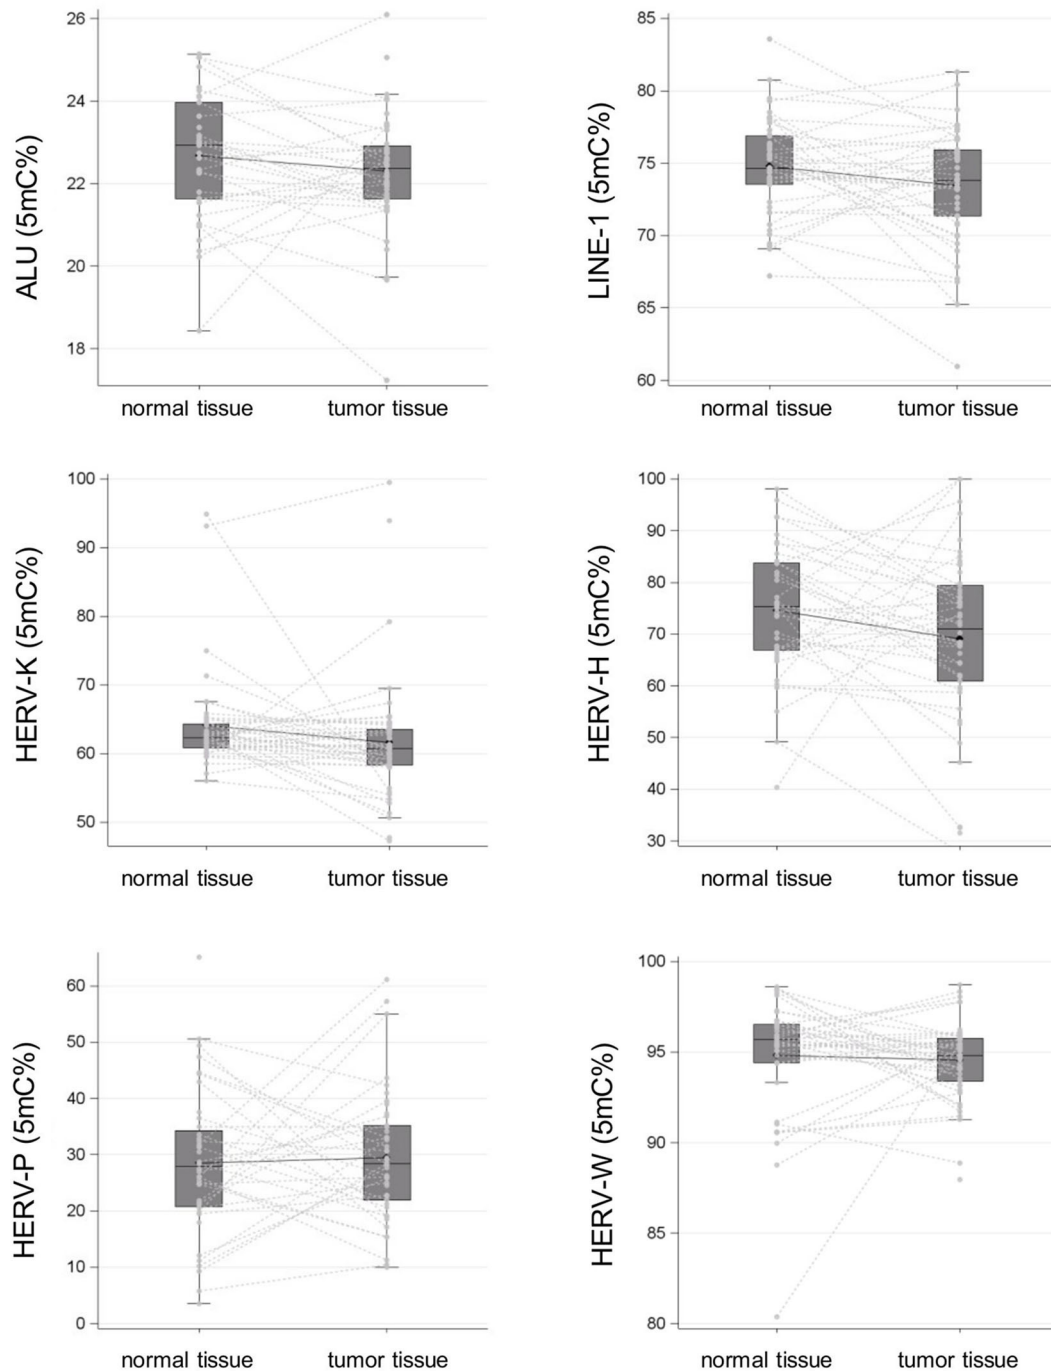 ALU (5mC%)
26
24
22
20
18
normal tissue
tumor tissue
LINE-1 (5mC%)
85
80
75
70
65
60
normal tissue
tumor tissue
HERV-K (5mC%)
100
90
80
70
60
50
normal tissue
tumor tissue
HERV-H (5mC%)
100
90
80
70
60
50
40
30
normal tissue
tumor tissue
HERV-P (5mC%)
60
50
40
30
20
10
0
normal tissue
tumor tissue
HERV-W (5mC%)
100
95
90
85
80
normal tissue
tumor tissue